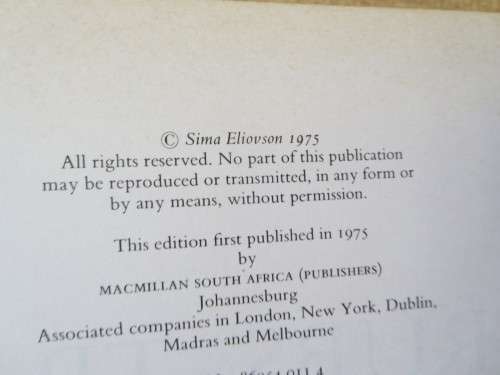 © Sima Eliovson 1975
All rights reserved. No part of this publication
may be reproduced or transmitted, in any form or
by any means, without permission.
This edition first published in 1975
by
MACMILLAN SOUTH AFRICA (PUBLISHERS)
Johannesburg
Associated companies in London, New York, Dublin,
Madras and Melbourne